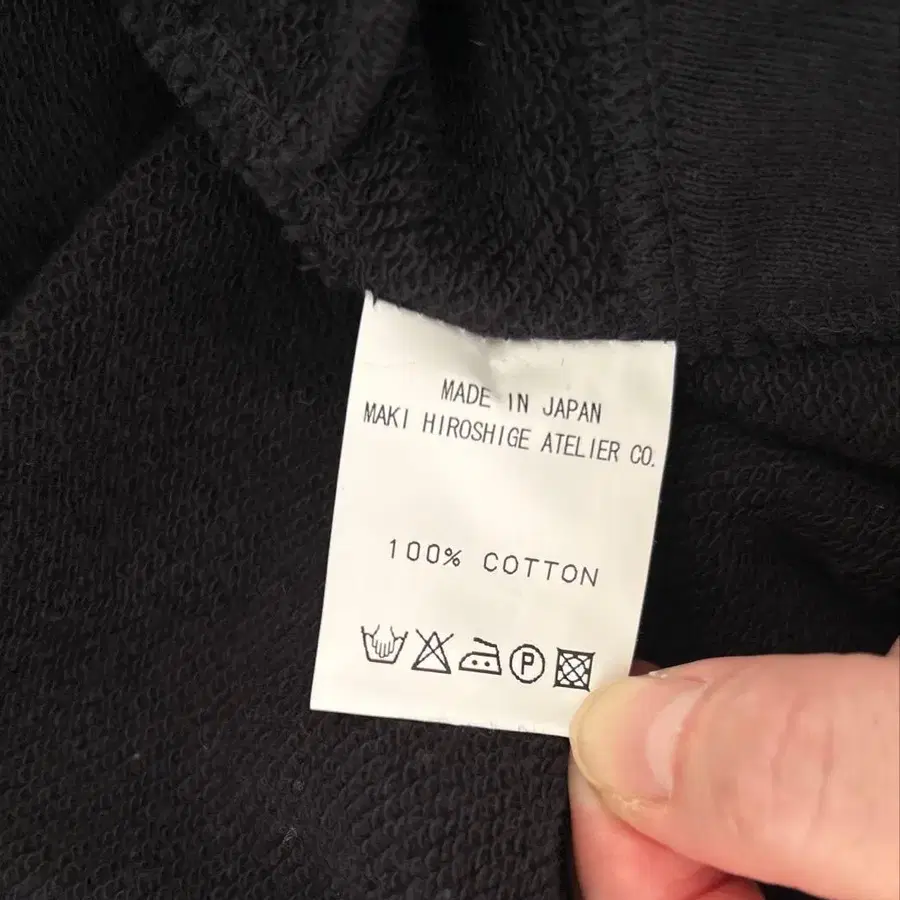 MADE IN JAPAN
MAKI HIROSHIGE ATELIER CO.
100% COTTON
P